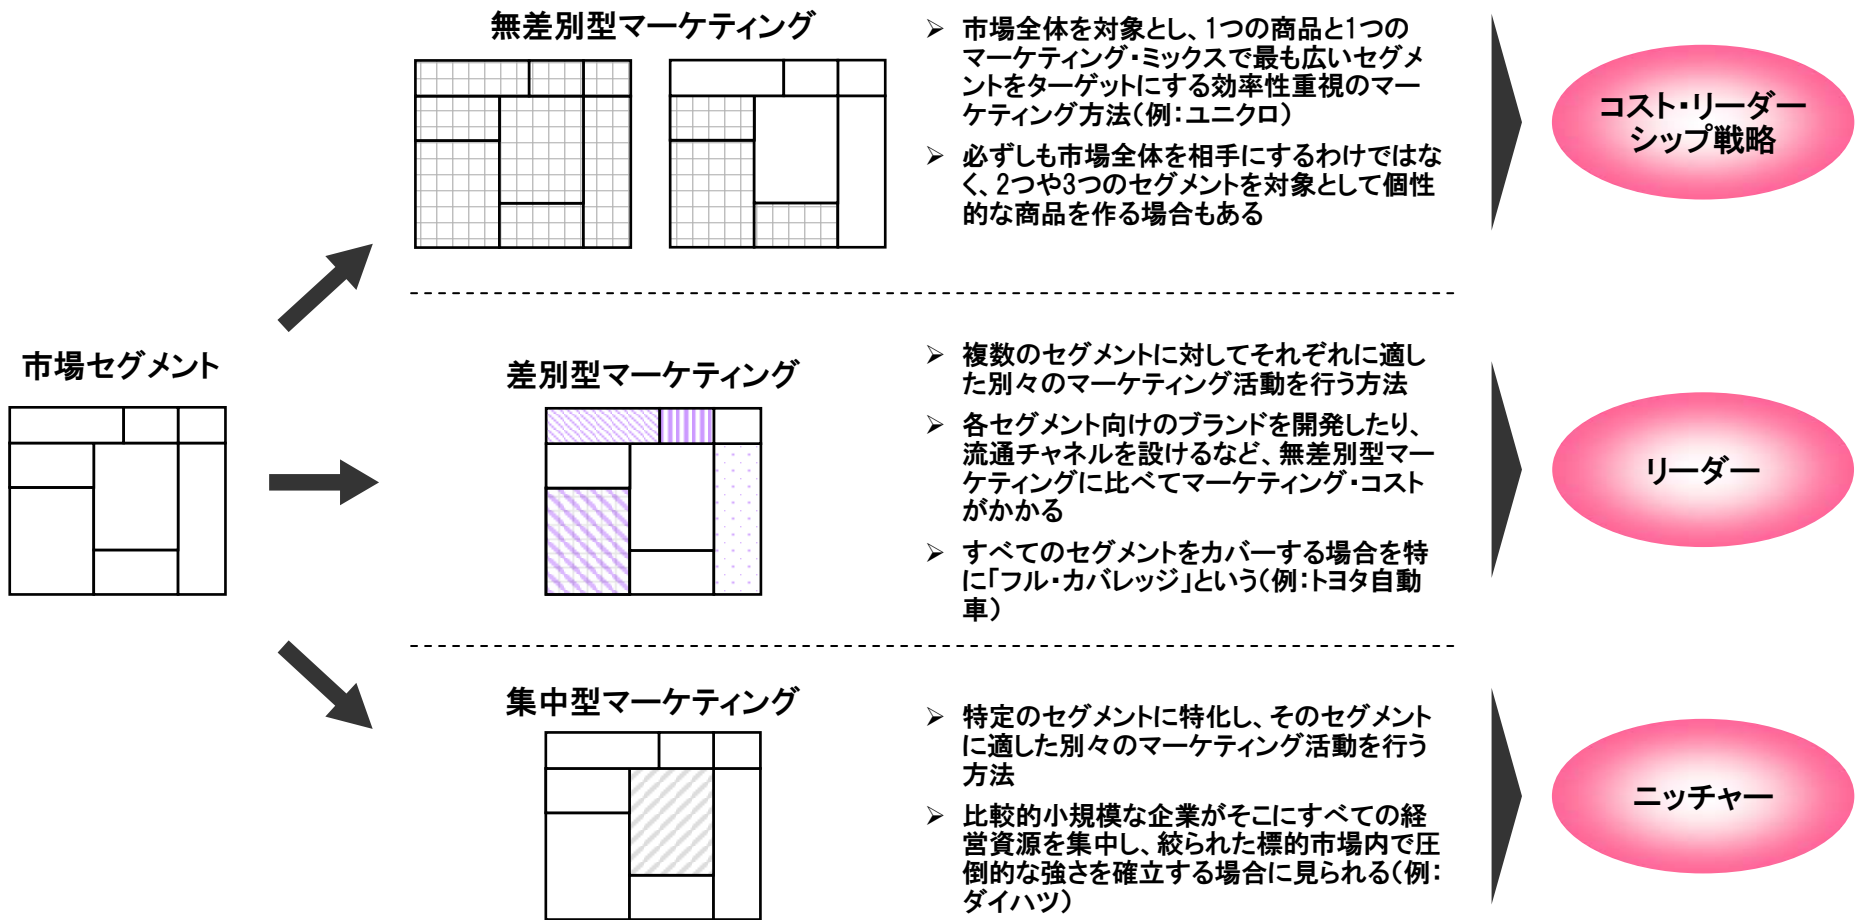 無差別型マーケティング
➢ 市場全体を対象とし、1つの商品と1つの
マーケティング・ミックスで最も広いセグメ
ントをターゲットにする効率性重視のマー
ケティング方法（例：ユニクロ）
➢ 必ずしも市場全体を相手にするわけではな
く、2つや3つのセグメントを対象として個性
的な商品を作る場合もある
コスト・リーダー
シップ戦略
市場セグメント
差別型マーケティング
➢ 複数のセグメントに対してそれぞれに適し
た別々のマーケティング活動を行う方法
➢ 各セグメント向けのブランドを開発したり、
流通チャネルを設けるなど、無差別型マー
ケティングに比べてマーケティング・コスト
がかかる
➢ すべてのセグメントをカバーする場合を特
に「フル・カバレッジ」という（例：トヨタ自動
車）
リーダー
集中型マーケティング
➢ 特定のセグメントに特化し、そのセグメント
に適した別々のマーケティング活動を行う
方法
➢ 比較的小規模な企業がそこにすべての経
営資源を集中し、絞られた標的市場内で圧
倒的な強さを確立する場合に見られる（例：
ダイハツ）
ニッチャー